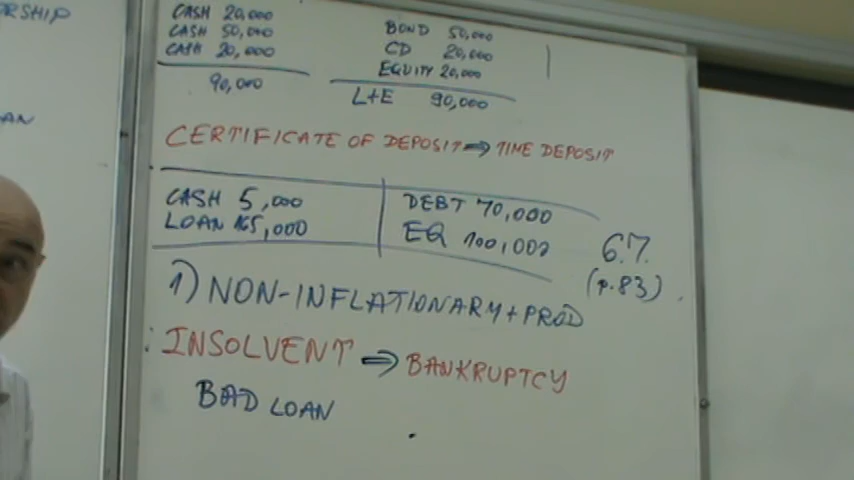 CASH 20,000
CASH 50,000
CASH 20,000
90,000
BOND 50,000
CD 20,000
EQUITY 20,000
L+E 90,000
CERTIFICATE OF DEPOSIT ⇒ TIME DEPOSIT
CASH 5,000
LOAN 165,000
DEBT 70,000
EQ 100,000
6.7.
(p.83)
1) NON-INFLATIONARY + PROD
INSOLVENT ⇒ BANKRUPTCY
BAD LOAN